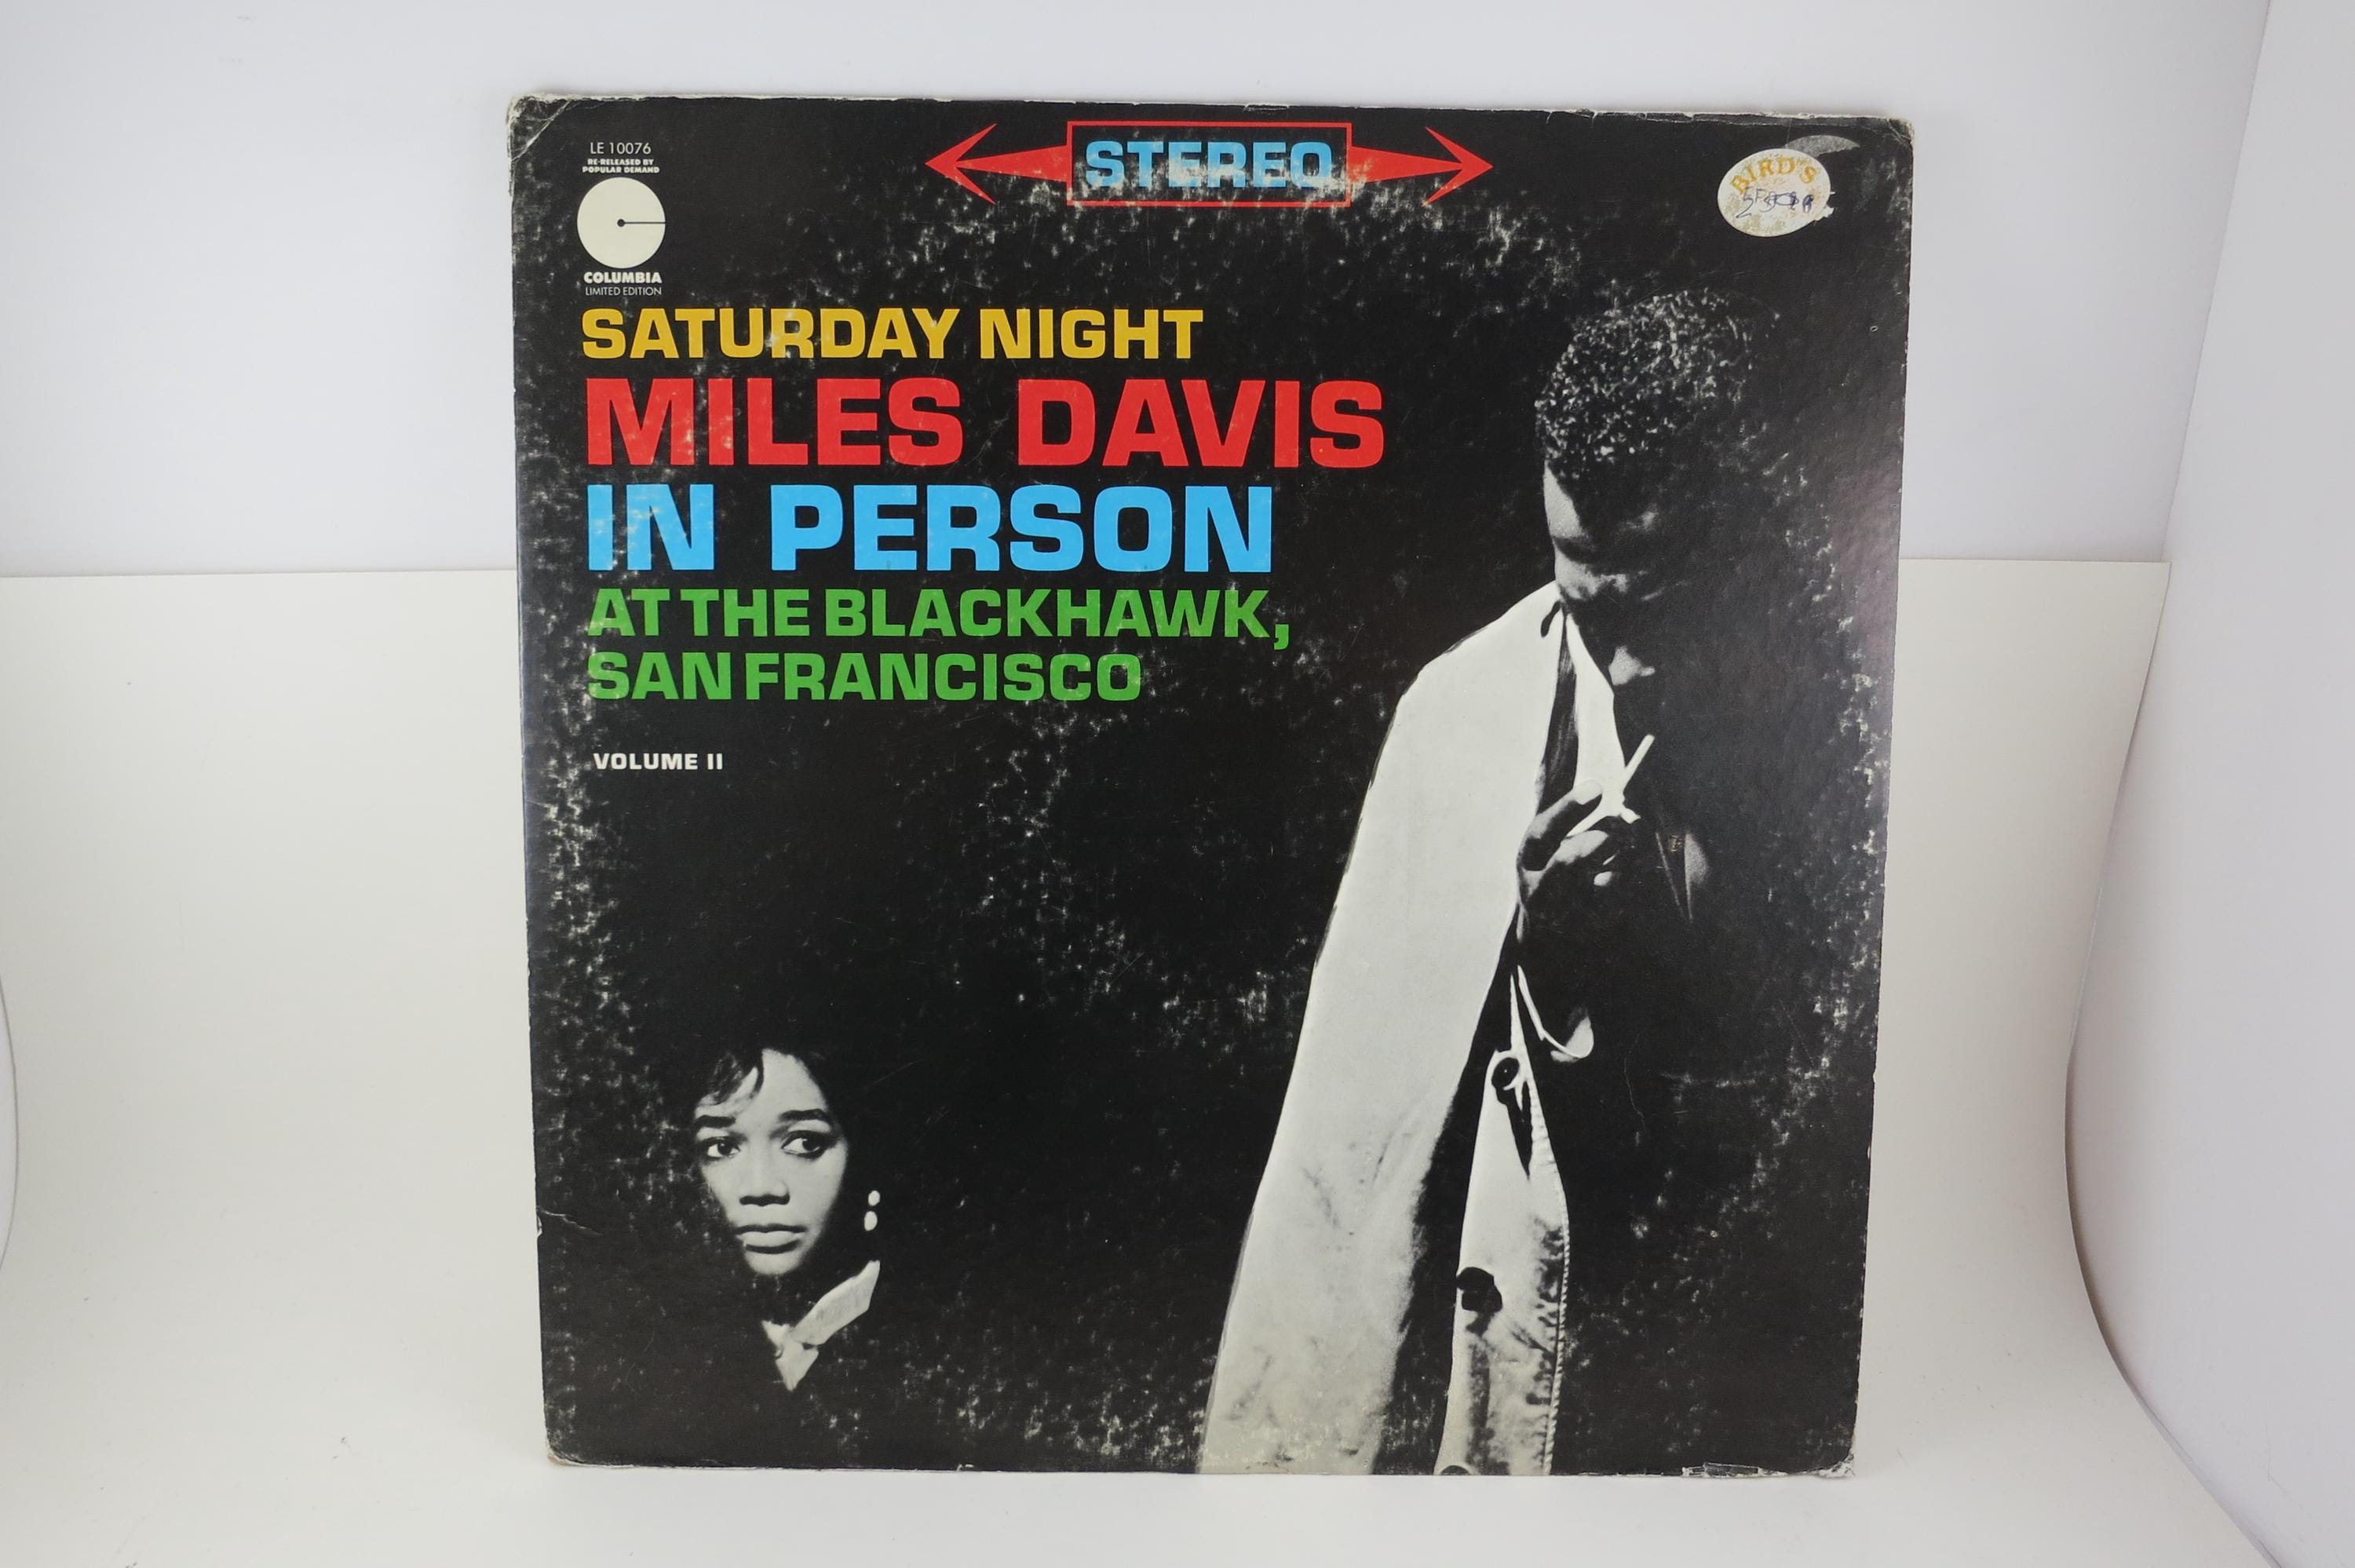 LE 10076
RE-RELEASED BY
POPULAR DEMAND
COLUMBIA
LIMITED EDITION
STEREO
BIRD'S
SATURDAY NIGHT
MILES DAVIS
IN PERSON
AT THE BLACKHAWK,
SAN FRANCISCO
VOLUME II